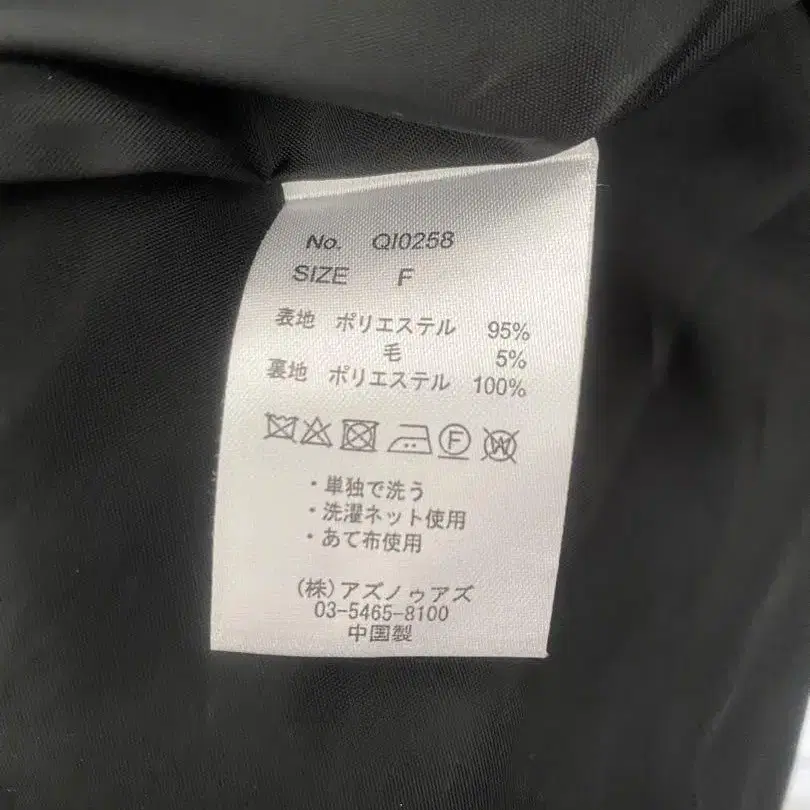 No. QI0258
SIZE F
表地 ポリエステル 95%
毛 5%
裏地 ポリエステル 100%
・単独で洗う
・洗濯ネット使用
・あて布使用
(株)アズノゥアズ
03-5465-8100
中国製